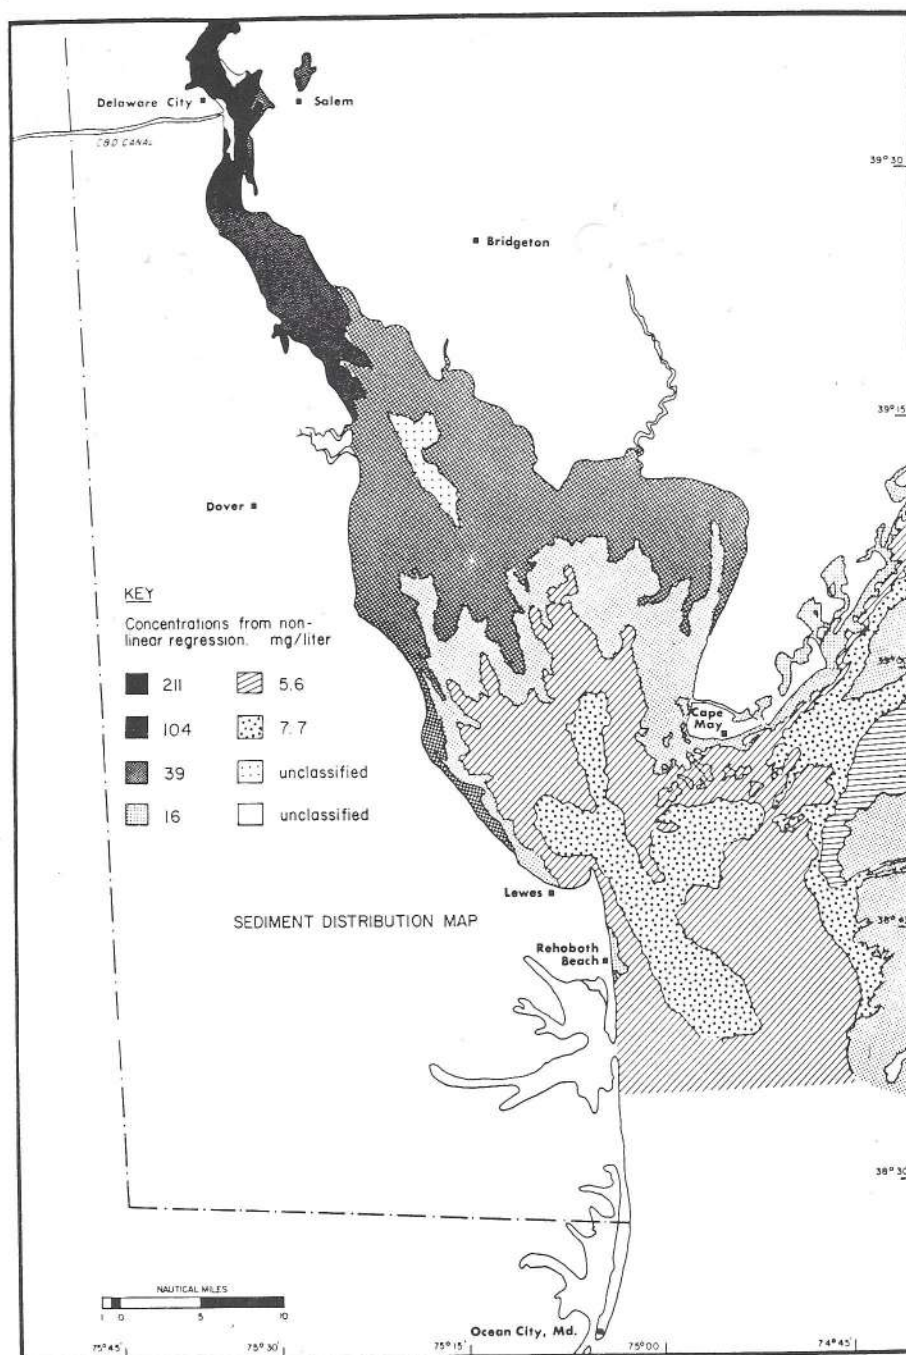 Delaware City
Salem
C&D CANAL
39°30
Bridgeton
39°15
Dover
KEY
Concentrations from non-
linear regression. mg/liter
211
5.6
104
7.7
39
unclassified
16
unclassified
Cape
May
Lewes
SEDIMENT DISTRIBUTION MAP
Rehoboth
Beach
38°30
NAUTICAL MILES
1 0 5 10
Ocean City, Md.
75°45' 75°30' 75°15' 75°00' 74°45'